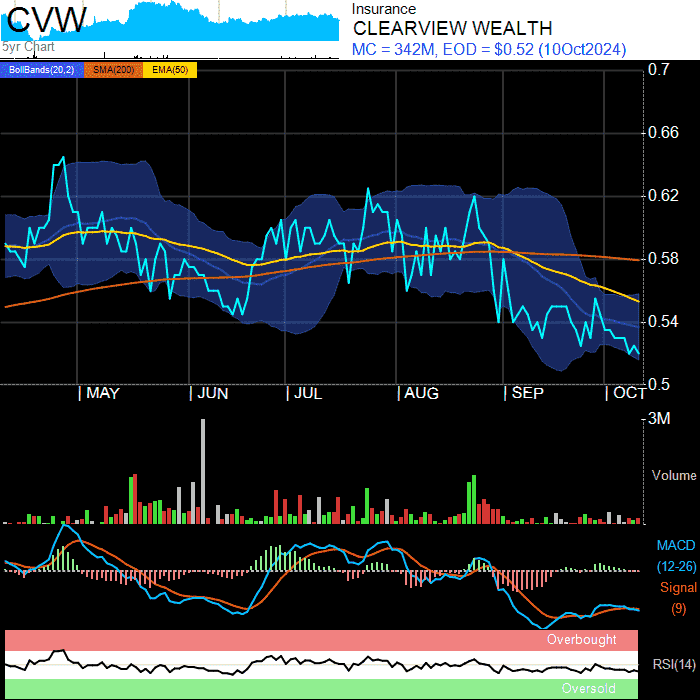 CVW
5yr Chart
Insurance
CLEARVIEW WEALTH
MC = 342M, EOD = $0.52 (10Oct2024)
BollBands(20,2) SMA(200) EMA(50)
0.7
0.66
0.62
0.58
0.54
0.5
| MAY | JUN | JUL | AUG | SEP | OCT
3M
Volume
MACD
(12-26)
Signal
(9)
Overbought
RSI(14)
Oversold